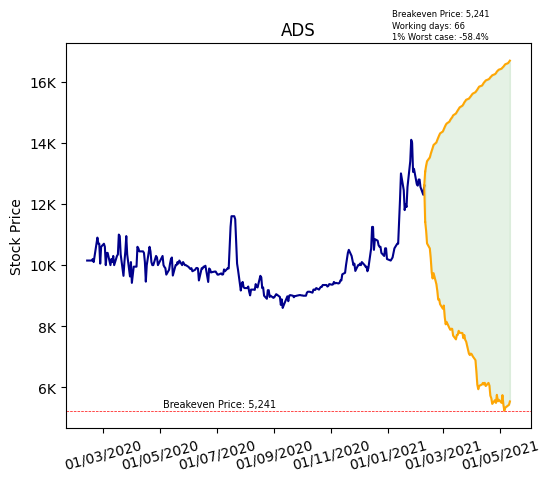 Breakeven Price: 5,241
Working days: 66
1% Worst case: -58.4%
ADS
Stock Price
16K
14K
12K
10K
8K
6K
Breakeven Price: 5,241
01/03/2020 01/05/2020 01/07/2020 01/09/2020 01/11/2020 01/01/2021 01/03/2021 01/05/2021